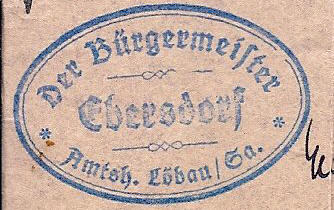 Der Bürgermeister
Ebersdorf
* Amtsh. Löbau/Sa. *